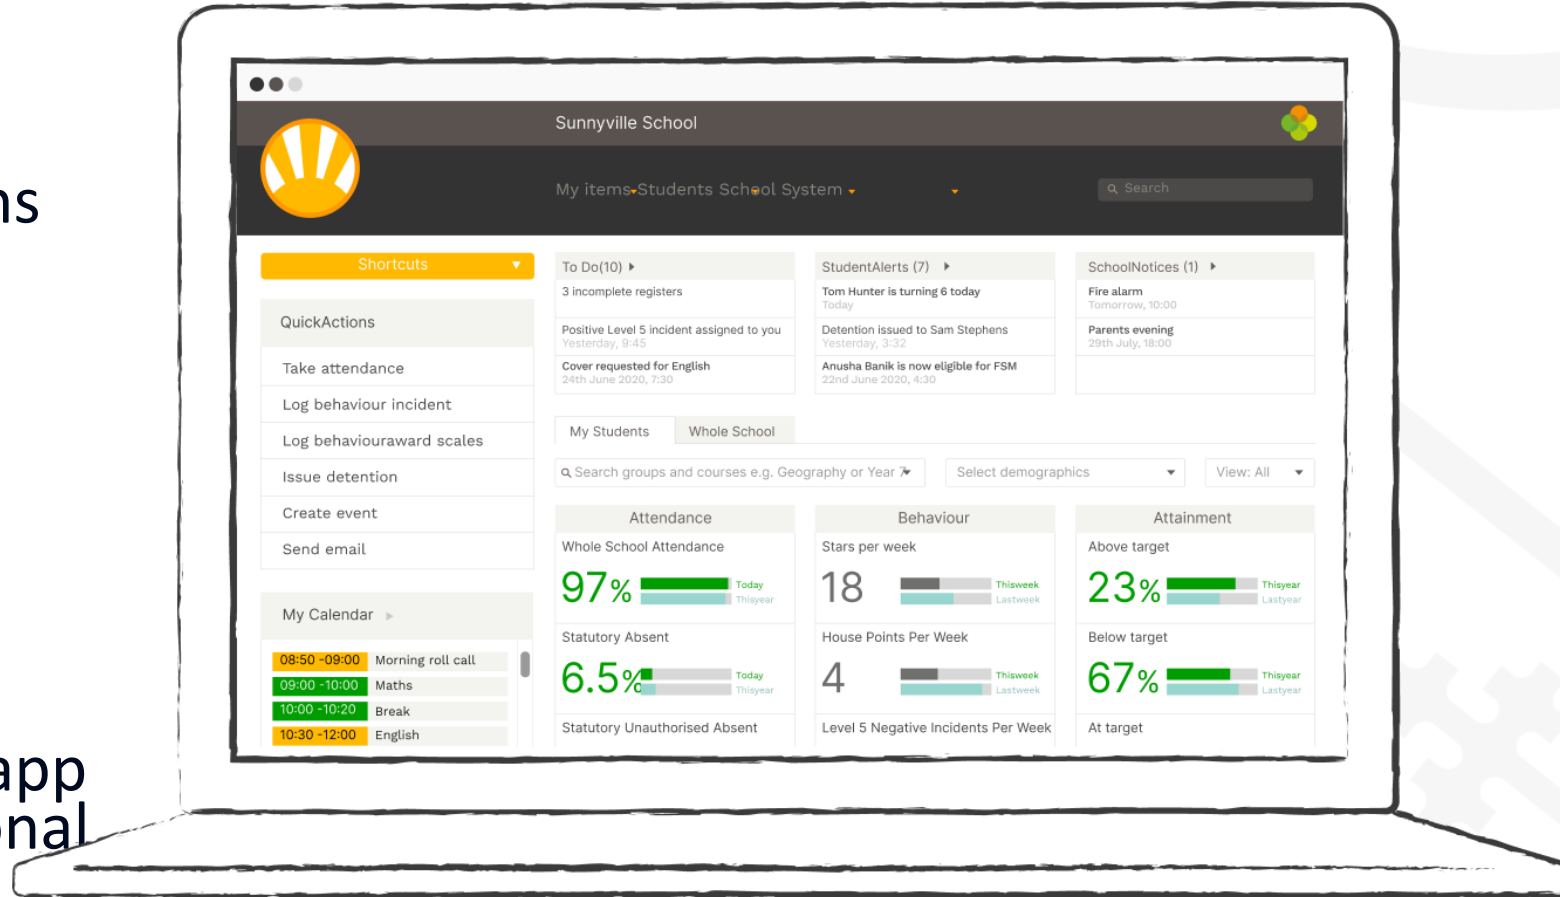 ns
app
onal
Sunnyville School
My items Students School System
Search
Shortcuts
QuickActions
Take attendance
Log behaviour incident
Log behaviouraward scales
Issue detention
Create event
Send email
My Calendar
08:50 -09:00 Morning roll call
09:00 -10:00 Maths
10:00 -10:20 Break
10:30 -12:00 English
To Do(10)
3 incomplete registers
Positive Level 5 incident assigned to you
Yesterday, 9:45
Cover requested for English
24th June 2020, 7:30
StudentAlerts (7)
Tom Hunter is turning 6 today
Today
Detention issued to Sam Stephens
Yesterday, 3:32
Anusha Banik is now eligible for FSM
22nd June 2020, 4:30
SchoolNotices (1)
Fire alarm
Tomorrow, 10:00
Parents evening
29th July, 18:00
My Students
Whole School
Search groups and courses e.g. Geography or Year 7
Select demographics
View: All
Attendance
Whole School Attendance
97%
Today
Thisyear
Statutory Absent
6.5%
Today
Thisyear
Statutory Unauthorised Absent
Behaviour
Stars per week
18
Thisweek
Lastweek
House Points Per Week
4
Thisweek
Lastweek
Level 5 Negative Incidents Per Week
Attainment
Above target
23%
Thisyear
Lastyear
Below target
67%
Thisyear
Lastyear
At target